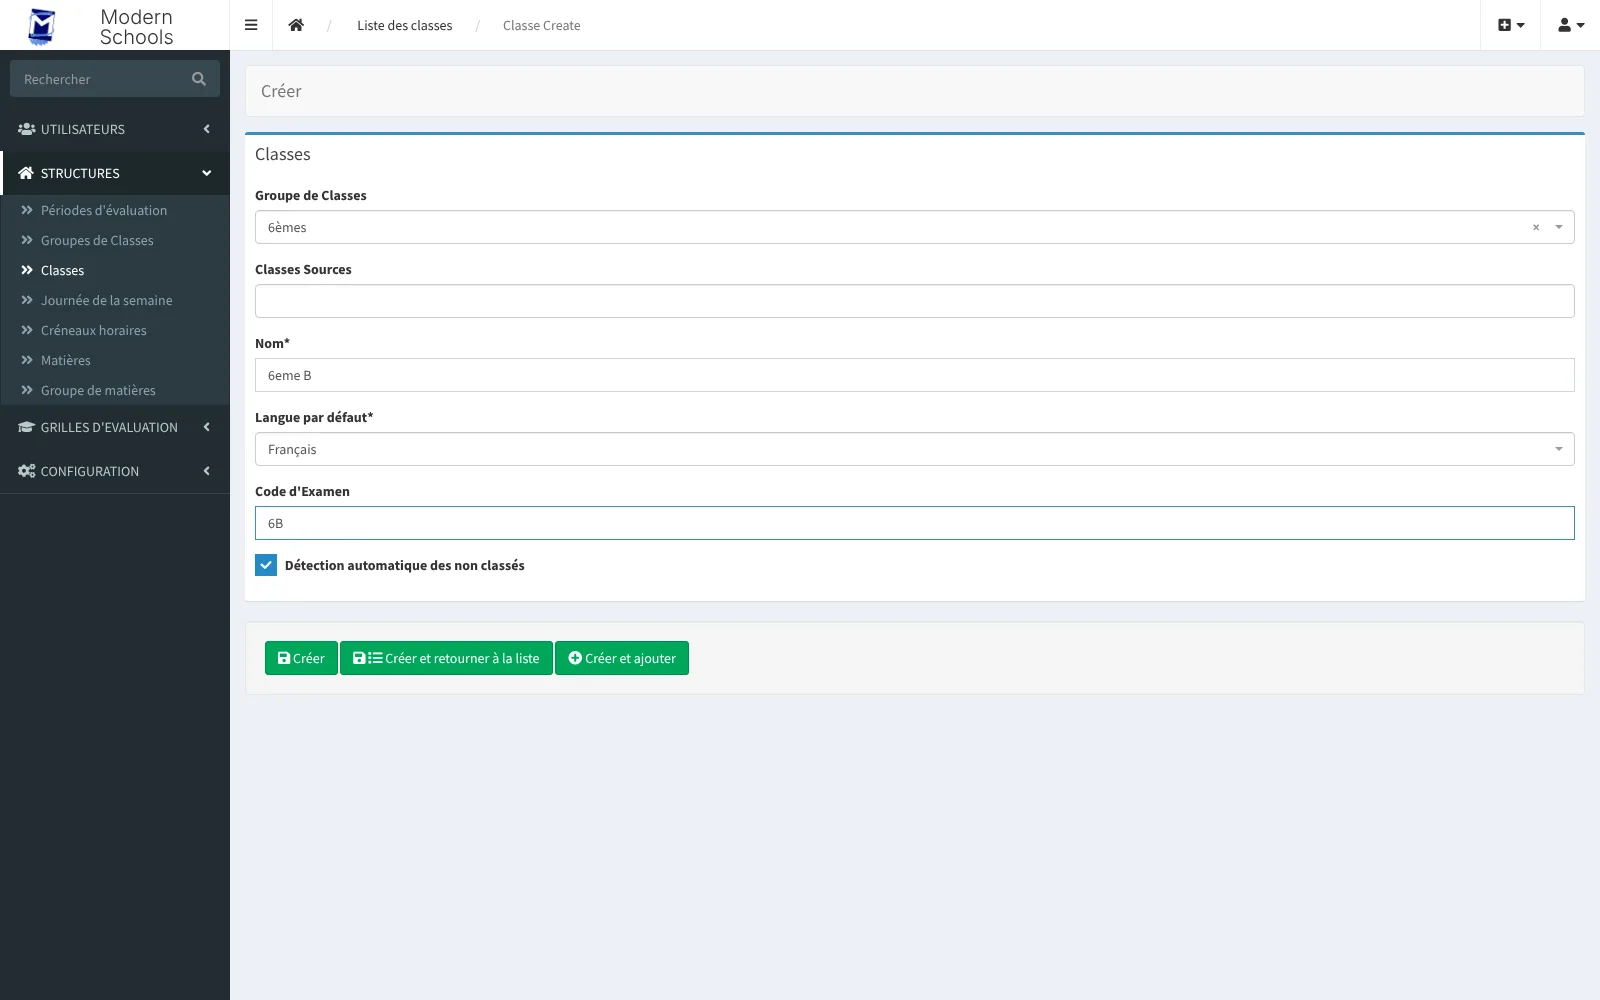 Modern
Schools
Liste des classes
Classe Create
Rechercher
UTILISATEURS
STRUCTURES
Périodes d'évaluation
Groupes de Classes
Classes
Journée de la semaine
Créneaux horaires
Matières
Groupe de matières
GRILLES D'EVALUATION
CONFIGURATION
Créer
Classes
Groupe de Classes
6èmes
Classes Sources
Nom*
6eme B
Langue par défaut*
Français
Code d'Examen
6B
Détection automatique des non classés
Créer
Créer et retourner à la liste
Créer et ajouter